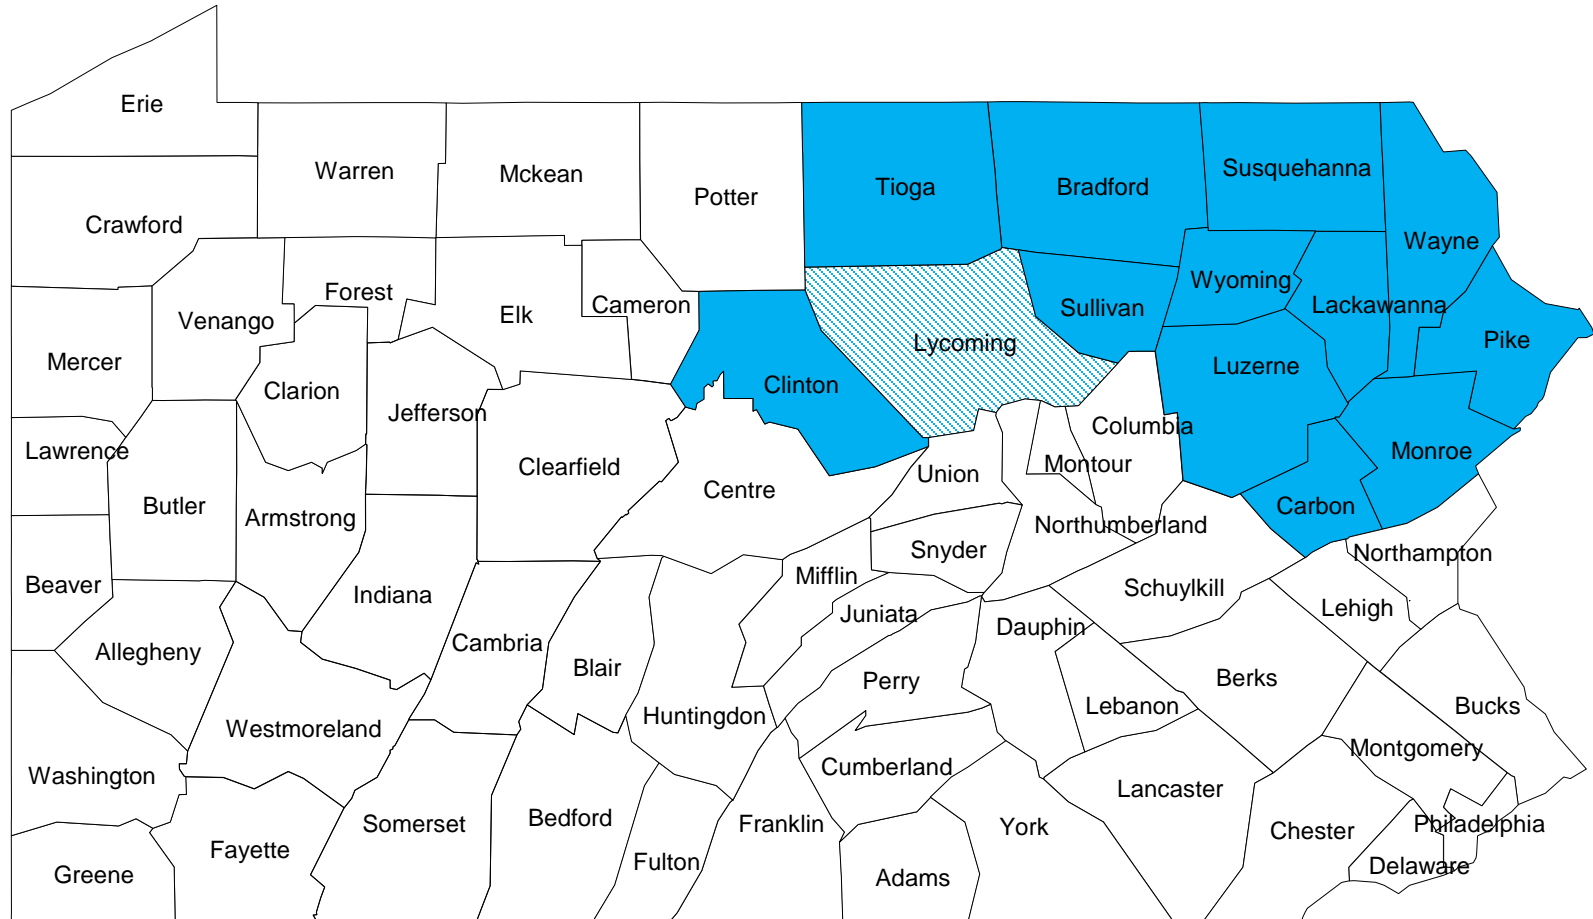 Erie
Warren
Mckean
Potter
Tioga
Bradford
Susquehanna
Crawford
Wayne
Forest
Venango
Elk
Cameron
Sullivan
Wyoming
Lackawanna
Mercer
Clarion
Jefferson
Clinton
Lycoming
Luzerne
Pike
Lawrence
Butler
Armstrong
Clearfield
Centre
Union
Montour
Columbia
Monroe
Carbon
Beaver
Indiana
Snyder
Northumberland
Northampton
Mifflin
Schuylkill
Lehigh
Juniata
Allegheny
Cambria
Blair
Dauphin
Perry
Berks
Lebanon
Bucks
Westmoreland
Huntingdon
Montgomery
Washington
Cumberland
Lancaster
Somerset
Bedford
Franklin
York
Chester
Philadelphia
Fayette
Fulton
Delaware
Greene
Adams